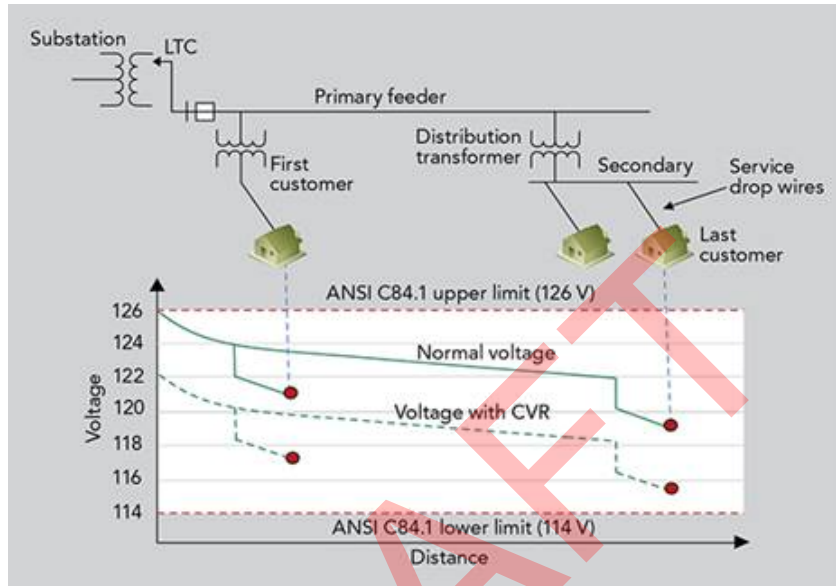 Substation
LTC
Primary feeder
First
customer
Distribution
transformer
Secondary
Service
drop wires
Last
customer
ANSI C84.1 upper limit (126 V)
126
124
122
120
118
116
114
Voltage
Normal voltage
Voltage with CVR
ANSI C84.1 lower limit (114 V)
Distance
AFT